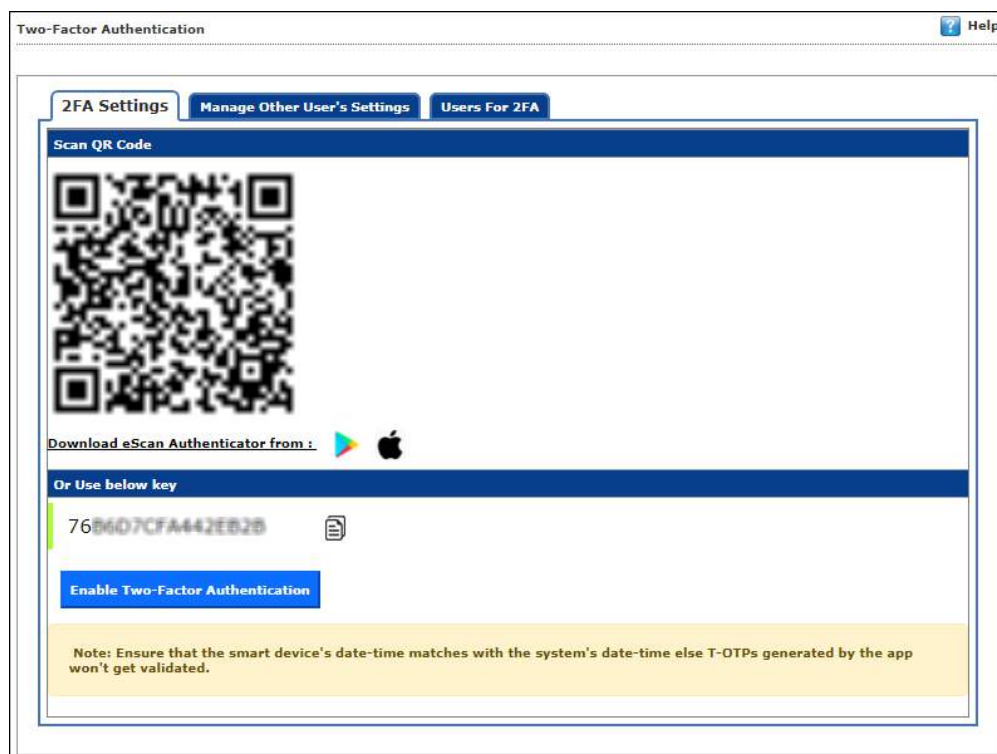 Two-Factor Authentication
Help
2FA Settings
Manage Other User's Settings
Users For 2FA
Scan QR Code
Download eScan Authenticator from :
Or Use below key
76
Enable Two-Factor Authentication
Note: Ensure that the smart device's date-time matches with the system's date-time else T-OTPs generated by the app
won't get validated.